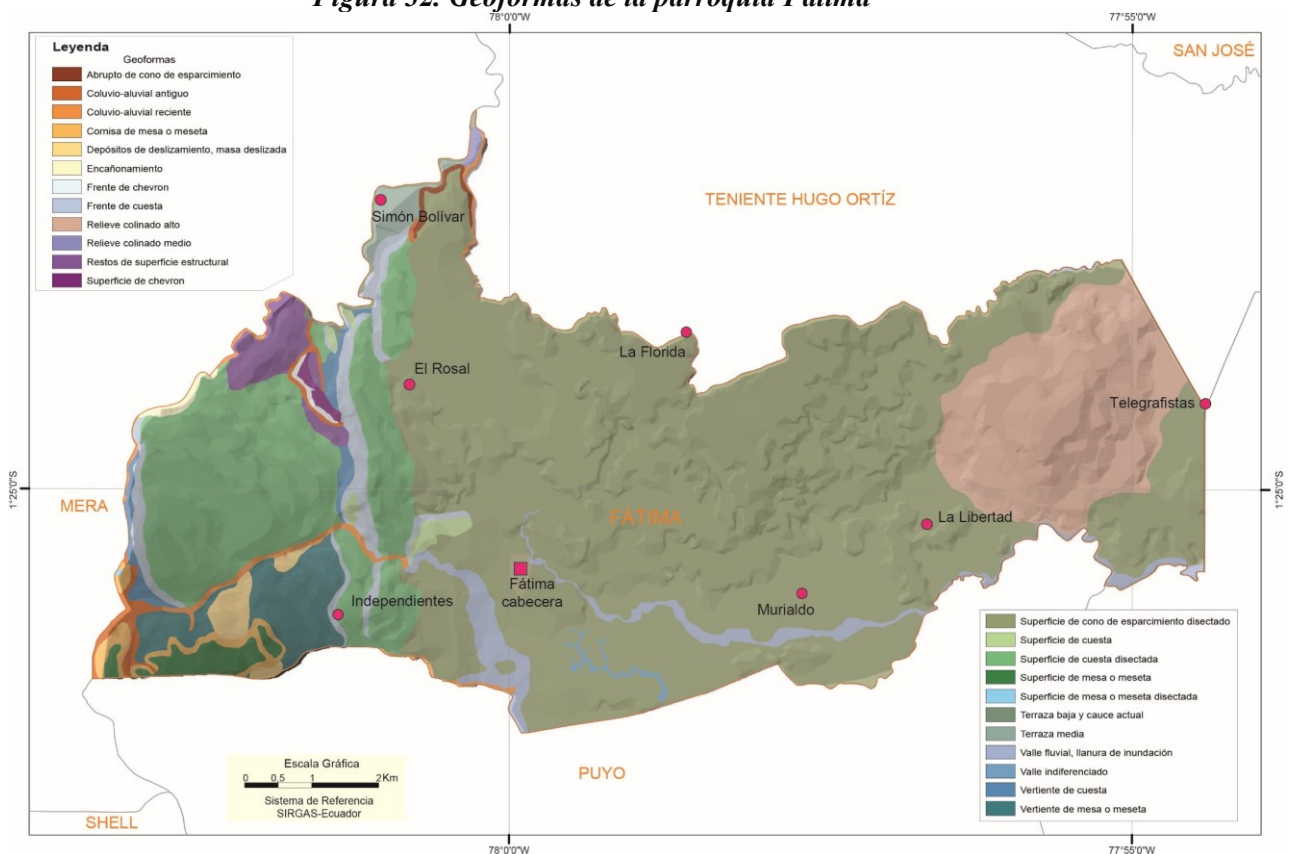 Figura 32. Geoformas de la parroquia Fátima
78°0'0"W
77°55'0"W
Leyenda
Geoformas
Abrupto de cono de esparcimiento
Coluvio-aluvial antiguo
Coluvio-aluvial reciente
Cornisa de mesa o meseta
Depósitos de deslizamiento, masa deslizada
Encañonamiento
Frente de chevron
Frente de cuesta
Relieve colinado alto
Relieve colinado medio
Restos de superficie estructural
Superficie de chevron
SAN JOSÉ
TENIENTE HUGO ORTÍZ
Simón Bolívar
La Florida
El Rosal
Telegrafistas
1°25'0"S
1°25'0"S
MERA
FÁTIMA
La Libertad
Fátima
cabecera
Independientes
Murialdo
Superficie de cono de esparcimiento disectado
Superficie de cuesta
Superficie de cuesta disectada
Superficie de mesa o meseta
Superficie de mesa o meseta disectada
Terraza baja y cauce actual
Terraza media
Valle fluvial, llanura de inundación
Valle indiferenciado
Vertiente de cuesta
Vertiente de mesa o meseta
Escala Gráfica
0 0,5 1 2Km
Sistema de Referencia
SIRGAS-Ecuador
PUYO
SHELL
78°0'0"W
77°55'0"W